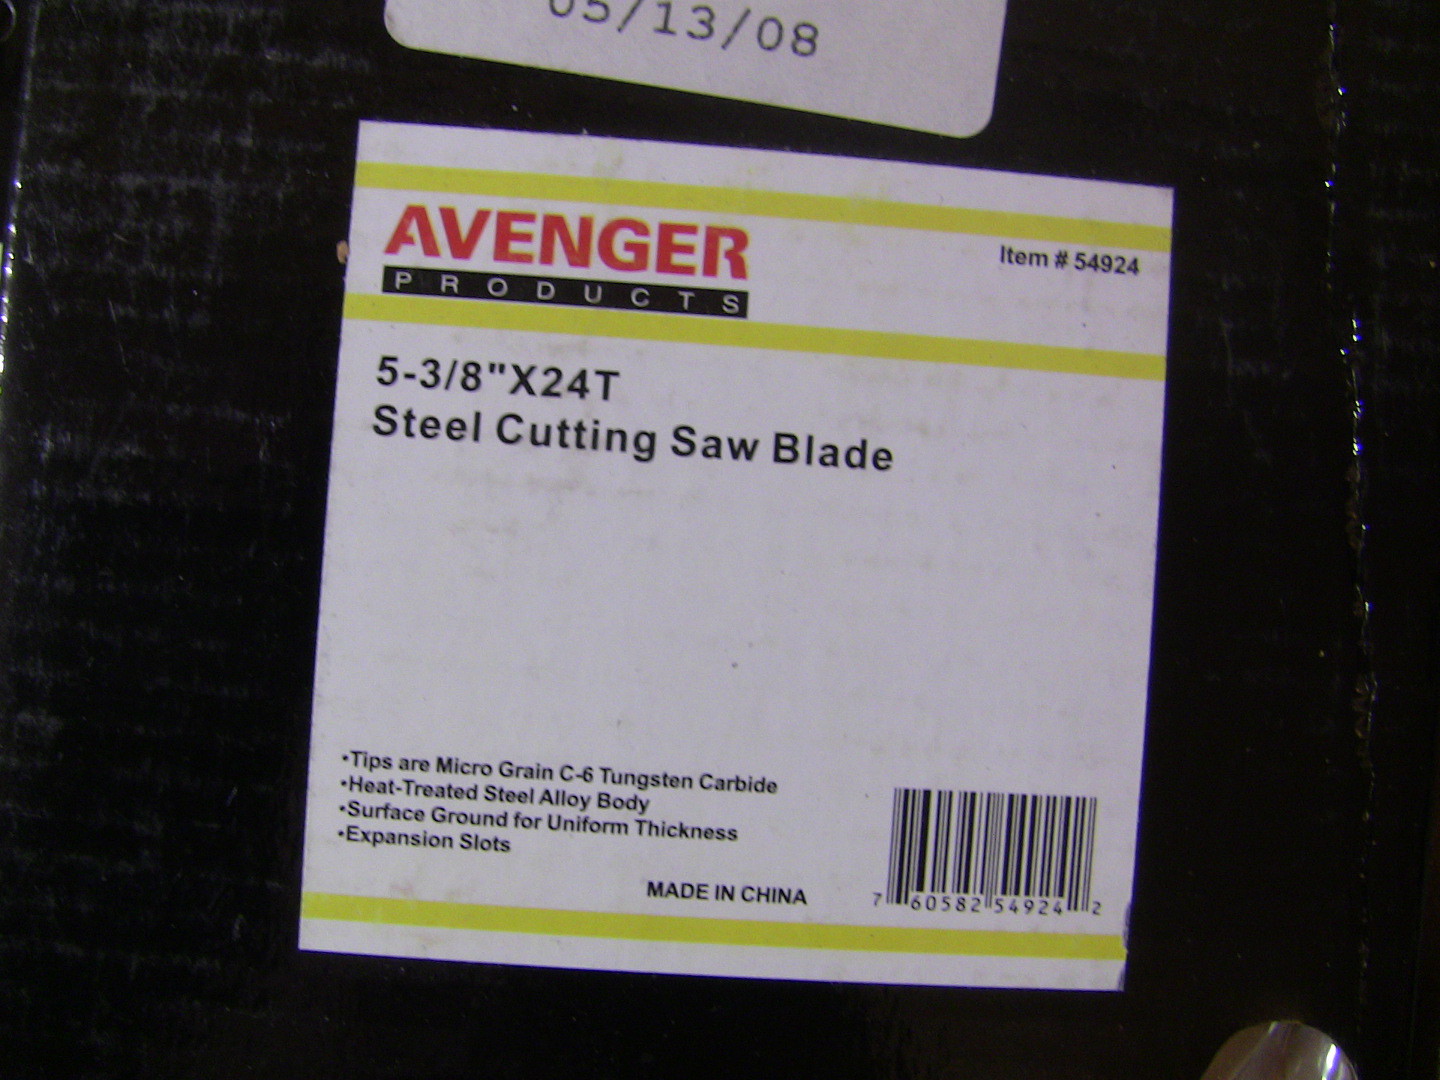 05/13/08
AVENGER
PRODUCTS
Item # 54924
5-3/8"X24T
Steel Cutting Saw Blade
•Tips are Micro Grain C-6 Tungsten Carbide
•Heat-Treated Steel Alloy Body
•Surface Ground for Uniform Thickness
•Expansion Slots
MADE IN CHINA
7 60582 54924 2